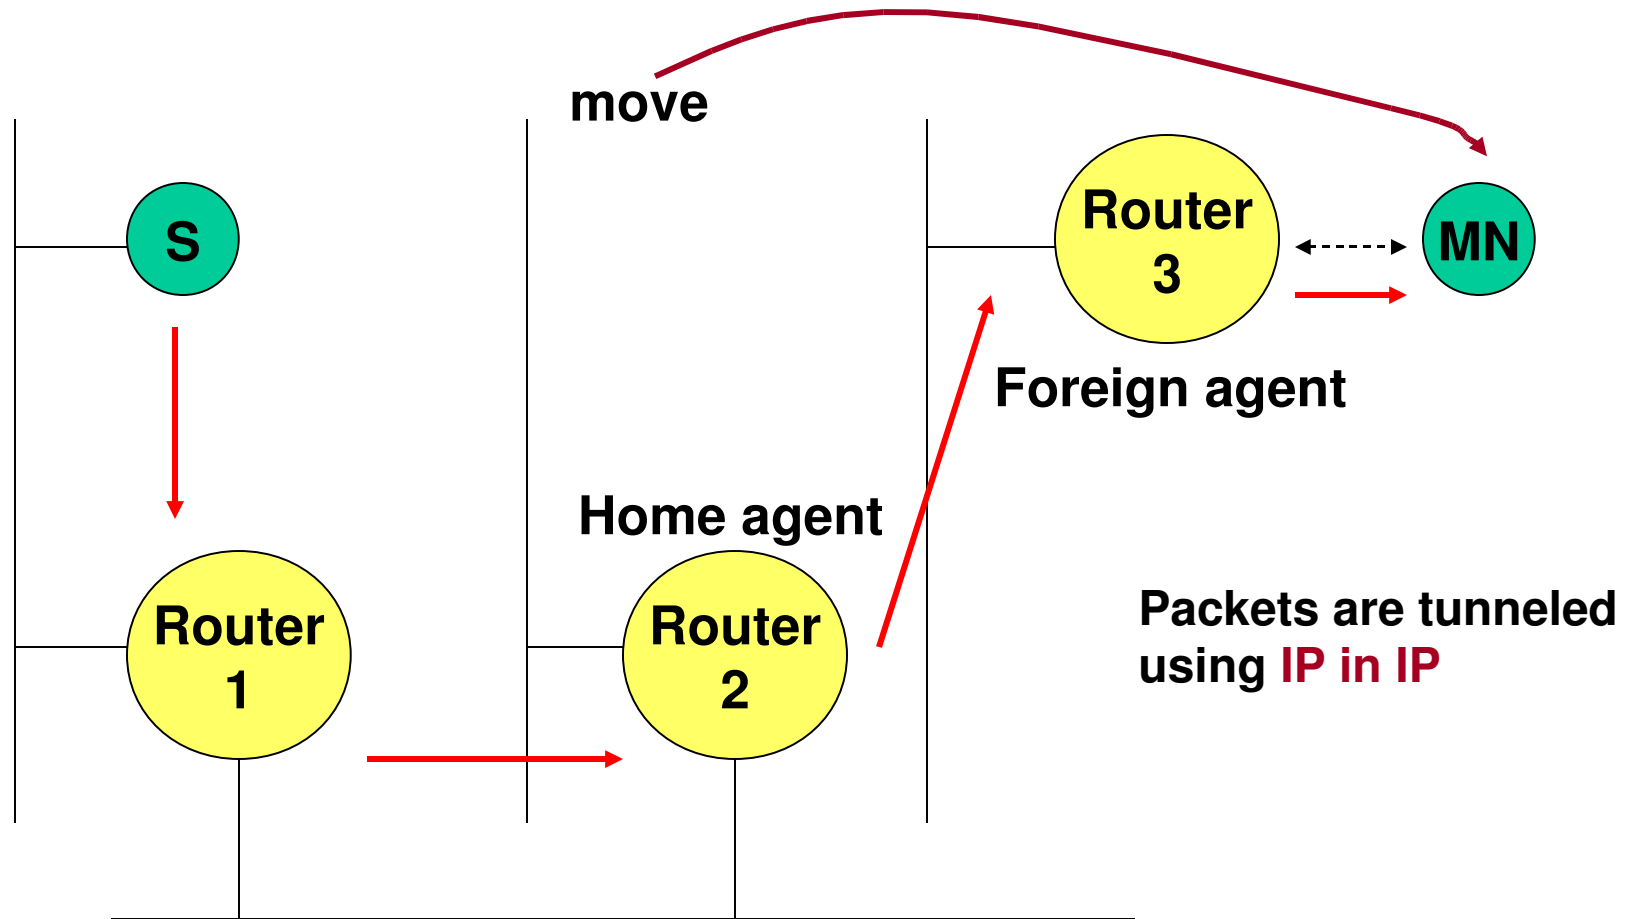 move
S
Router
3
MN
Foreign agent
Home agent
Router
1
Router
2
Packets are tunneled
using IP in IP